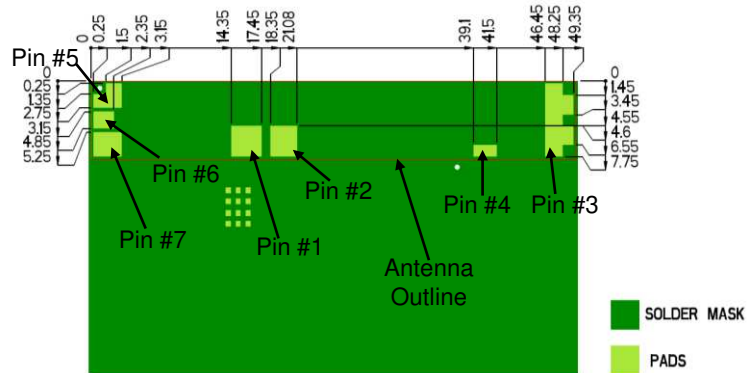 0
0.25
1.5
2.35
3.15
14.35
17.45
18.35
21.08
39.1
41.5
46.45
48.25
49.35
Pin #5
0
0.25
1.35
2.75
3.15
4.85
5.25
0
1.45
3.45
4.55
4.6
6.55
7.75
Pin #6
Pin #2
Pin #4
Pin #3
Pin #7
Pin #1
Antenna
Outline
SOLDER MASK
PADS